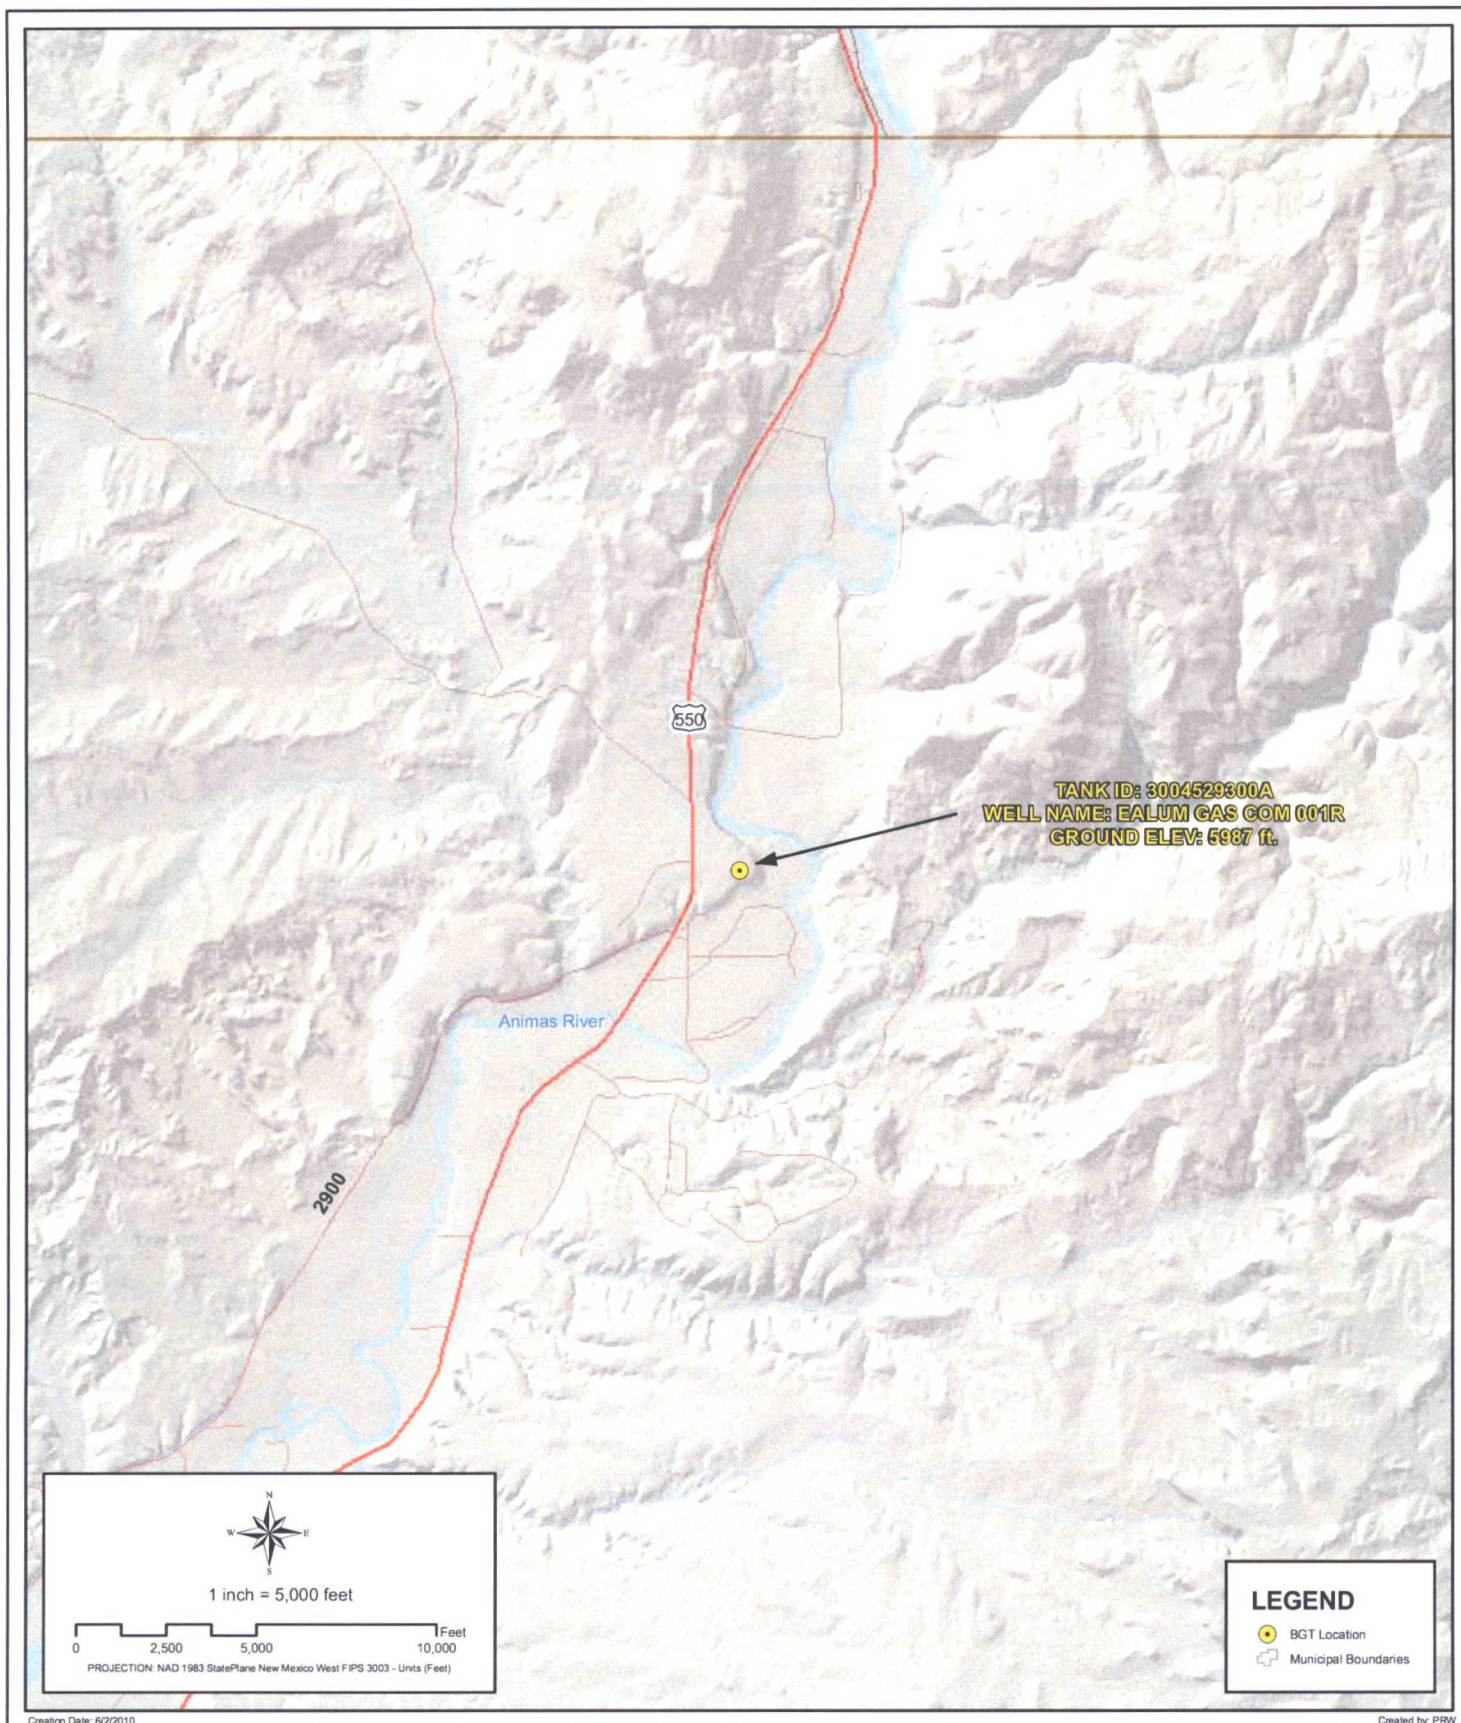 550
TANK ID: 3004529300A
WELL NAME: EALUM GAS COM 001R
GROUND ELEV: 5987 ft.
Animas River
2900
N
W E
S
1 inch = 5,000 feet
Feet
0 2,500 5,000 10,000
PROJECTION: NAD 1983 StatePlane New Mexico West FIPS 3003 - Units (Feet)
LEGEND
BGT Location
Municipal Boundaries
Creation Date: 6/2/2010
Created by: PRW